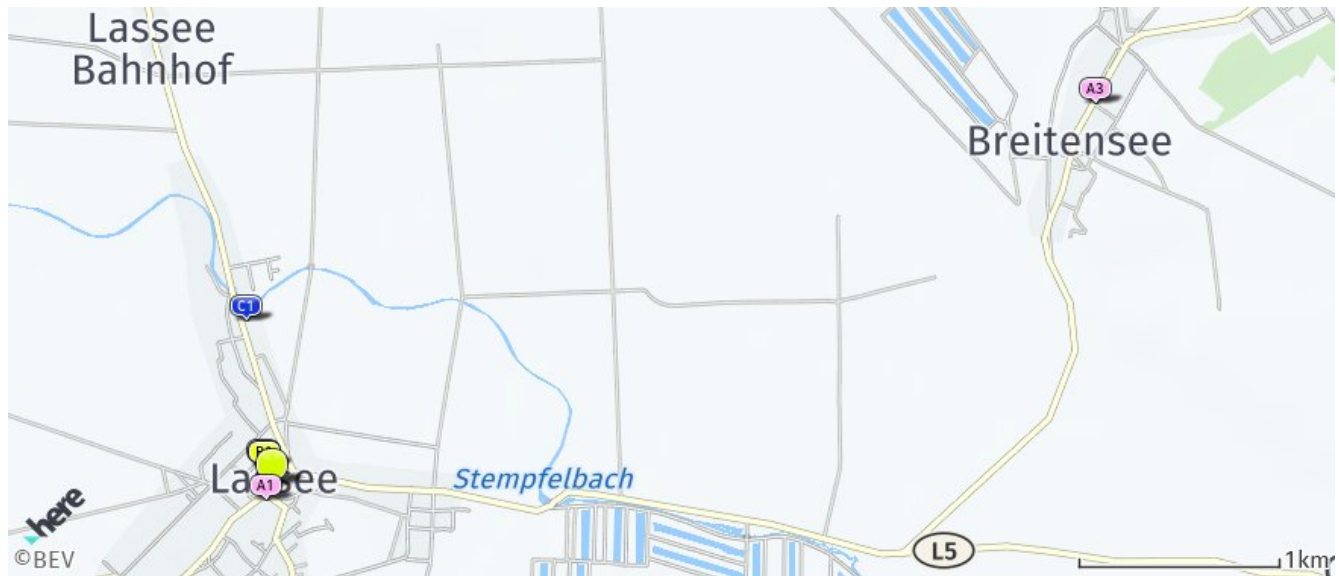 Lassee
Bahnhof
A3
Breitensee
C1
Lassee
A1
Stempfelbach
here
©BEV
L5
1km